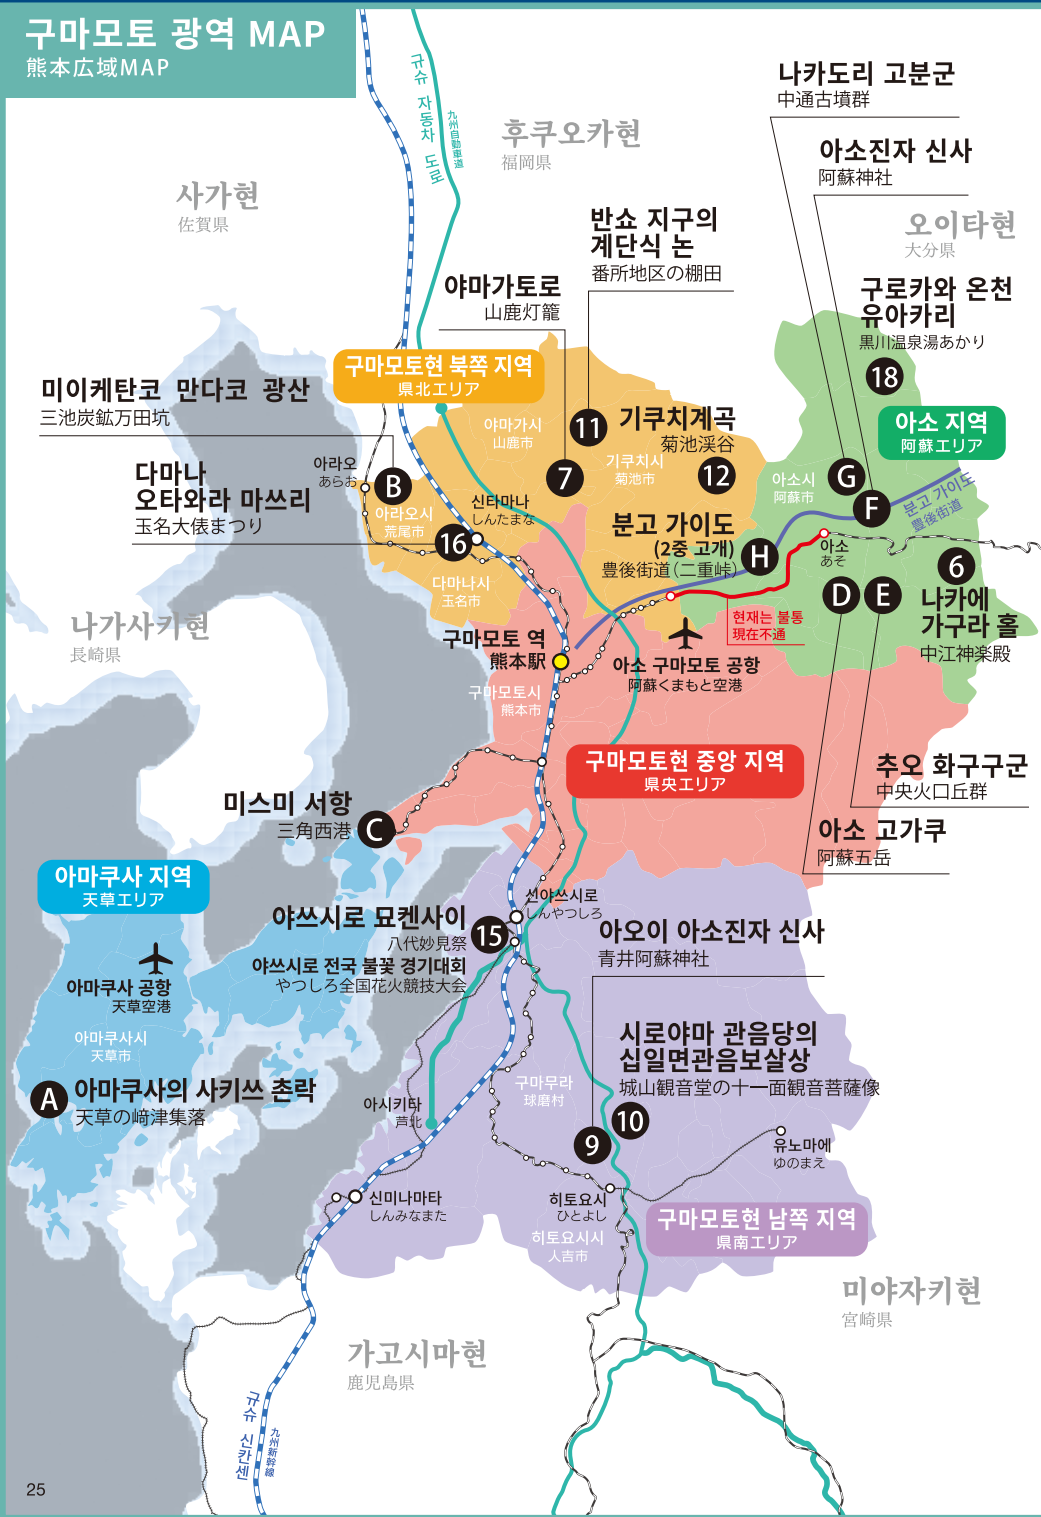 구마모토 광역 MAP
熊本広域MAP
규슈 자동차 도로
九州自動車道
후쿠오카현
福岡県
사가현
佐賀県
나카도리 고분군
中通古墳群
아소진자 신사
阿蘇神社
오이타현
大分県
반쇼 지구의
계단식 논
番所地区の棚田
야마가토로
山鹿灯籠
구로카와 온천
유아카리
黒川温泉湯あかり
18
구마모토현 북쪽 지역
県北エリア
미이케탄코 만다코 광산
三池炭鉱万田坑
아소 지역
阿蘇エリア
야마가시
山鹿市
11
기쿠치계곡
菊池渓谷
기쿠치시
菊池市
12
7
아라오
あらお
B
아라오시
荒尾市
다마나
오타와라 마쓰리
玉名大俵まつり
신타마나
しんたまな
16
아소시
阿蘇市
G
F
분고 가이도
豊後街道
분고 가이도
(2중 고개)
豊後街道(二重峠)
H
아소
あそ
6
나카에
가구라 홀
中江神楽殿
D
E
다마나시
玉名市
현재는 불통
現在不通
나가사키현
長崎県
구마모토 역
熊本駅
아소 구마모토 공항
阿蘇くまもと空港
구마모토시
熊本市
구마모토현 중앙 지역
県央エリア
추오 화구구군
中央火口丘群
미스미 서항
三角西港
C
아소 고가쿠
阿蘇五岳
아마쿠사 지역
天草エリア
신야쓰시로
しんやつしろ
야쓰시로 묘켄사이
八代妙見祭
15
야쓰시로 전국 불꽃 경기대회
やつしろ全国花火競技大会
아오이 아소진자 신사
青井阿蘇神社
아마쿠사 공항
天草空港
아마쿠사시
天草市
시로야마 관음당의
십일면관음보살상
城山観音堂の十一面観音菩薩像
A
아마쿠사의 사키쓰 촌락
天草の﨑津集落
구마무라
球磨村
아시키타
芦北
10
9
유노마에
ゆのまえ
신미나마타
しんみなまた
히토요시
ひとよし
구마모토현 남쪽 지역
県南エリア
히토요시시
人吉市
미야자키현
宮崎県
가고시마현
鹿児島県
규슈 신칸센
九州新幹線
25